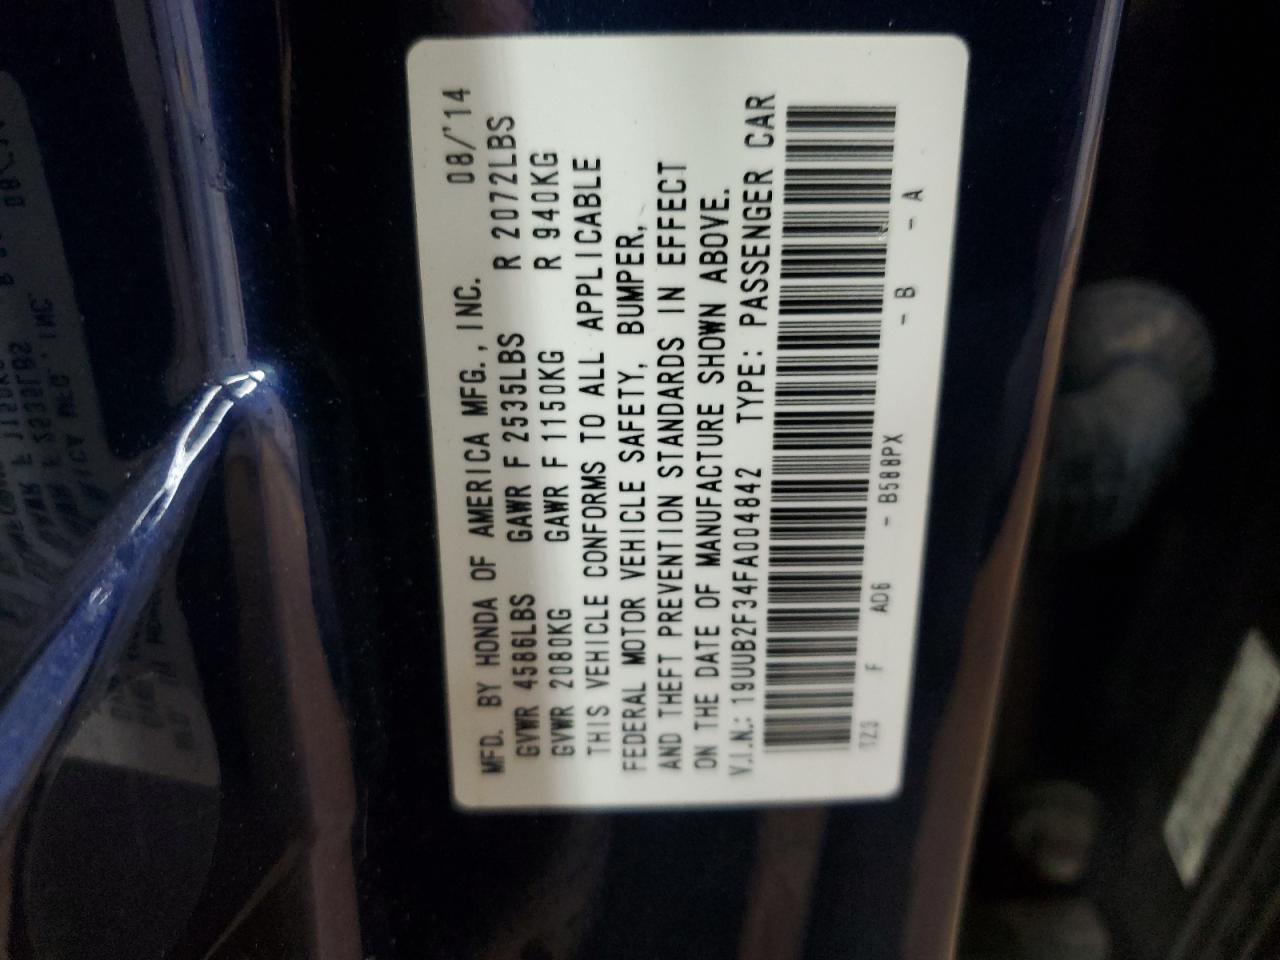 MFD. BY HONDA OF AMERICA MFG., INC. 08/'14
GVWR 4586LBS GAWR F 2535LBS R 2072LBS
GVWR 2080KG GAWR F 1150KG R 940KG
THIS VEHICLE CONFORMS TO ALL APPLICABLE
FEDERAL MOTOR VEHICLE SAFETY, BUMPER,
AND THEFT PREVENTION STANDARDS IN EFFECT
ON THE DATE OF MANUFACTURE SHOWN ABOVE.
V.I.N.: 19UUB2F34FA004842 TYPE: PASSENGER CAR
TZ3 F AD6 - B588PX - B - A